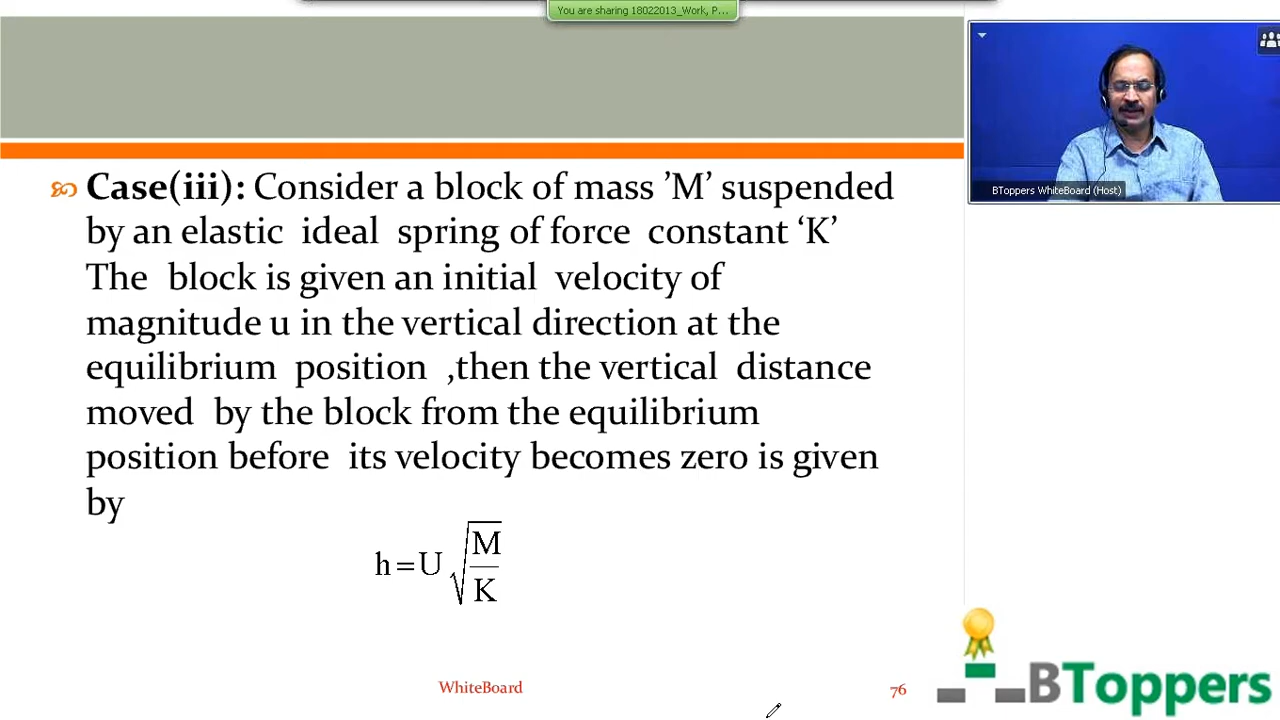 You are sharing 18022013_Work, P...
BToppers WhiteBoard (Host)
Case(iii): Consider a block of mass ’M’ suspended
by an elastic ideal spring of force constant ‘K’
The block is given an initial velocity of
magnitude u in the vertical direction at the
equilibrium position ,then the vertical distance
moved by the block from the equilibrium
position before its velocity becomes zero is given
by
h=U√(M/K)
WhiteBoard
76
BToppers